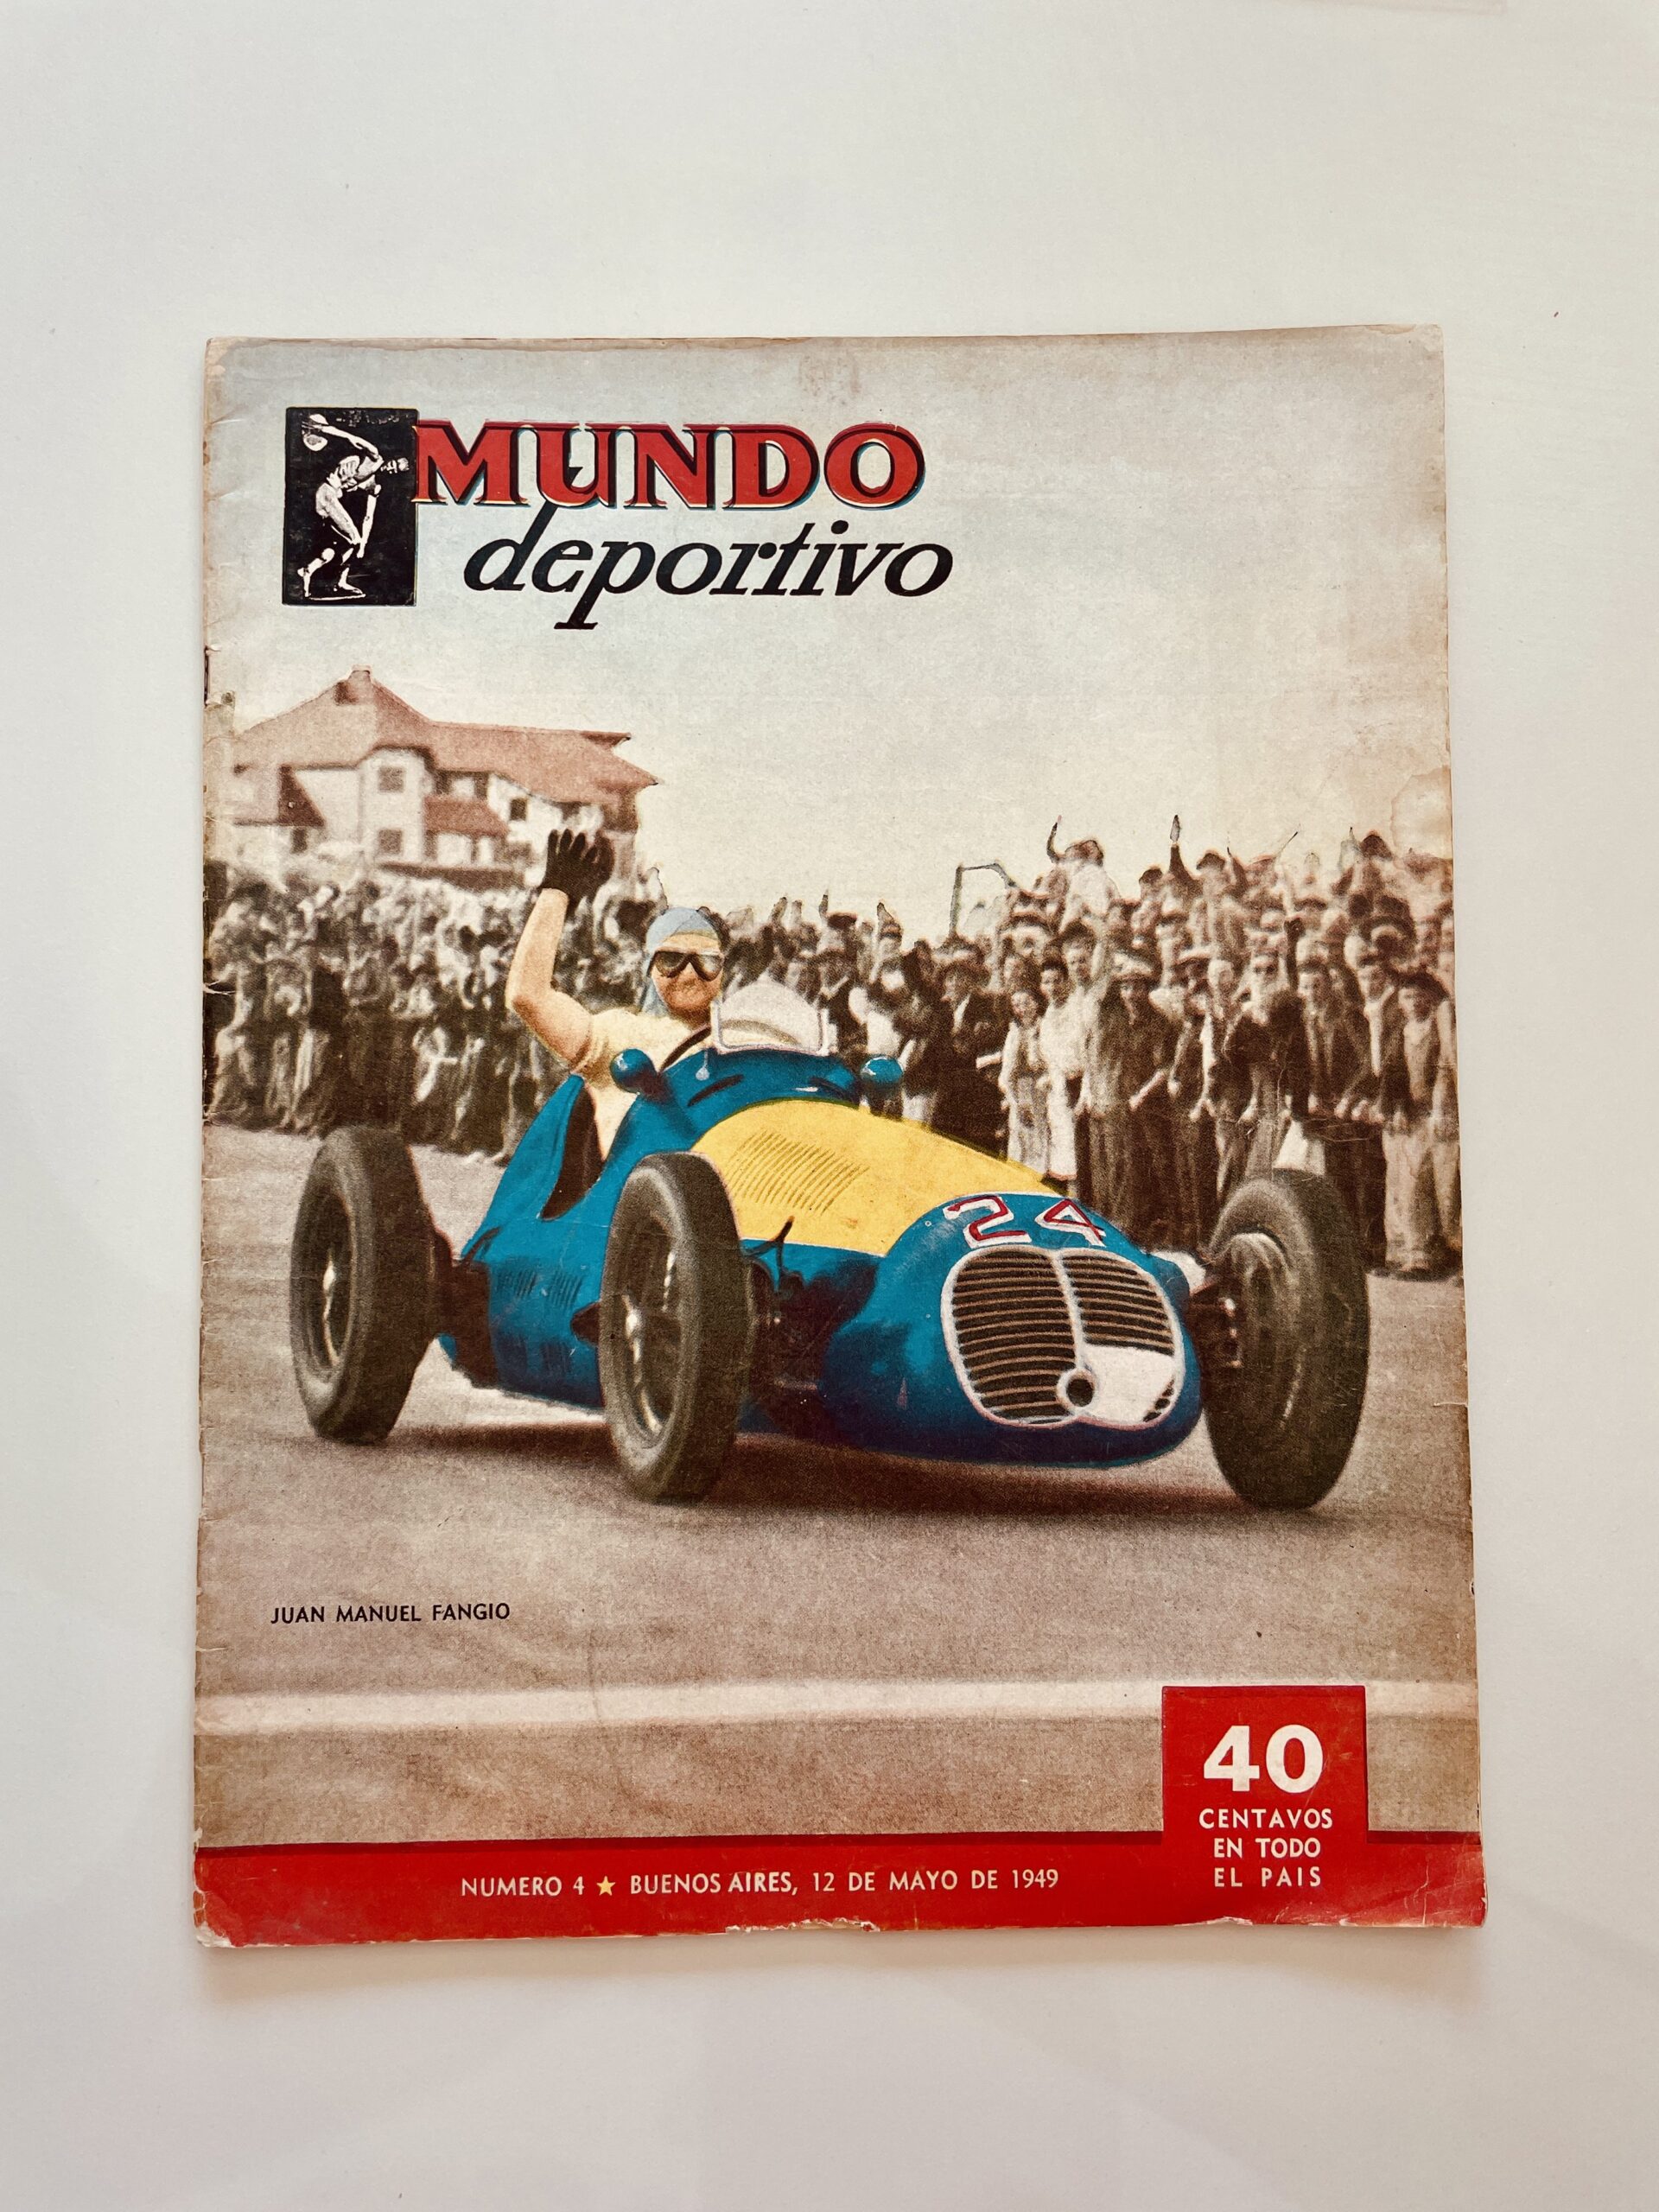 MUNDO
deportivo
24
JUAN MANUEL FANGIO
40
CENTAVOS
EN TODO
EL PAIS
NUMERO 4 ★ BUENOS AIRES, 12 DE MAYO DE 1949